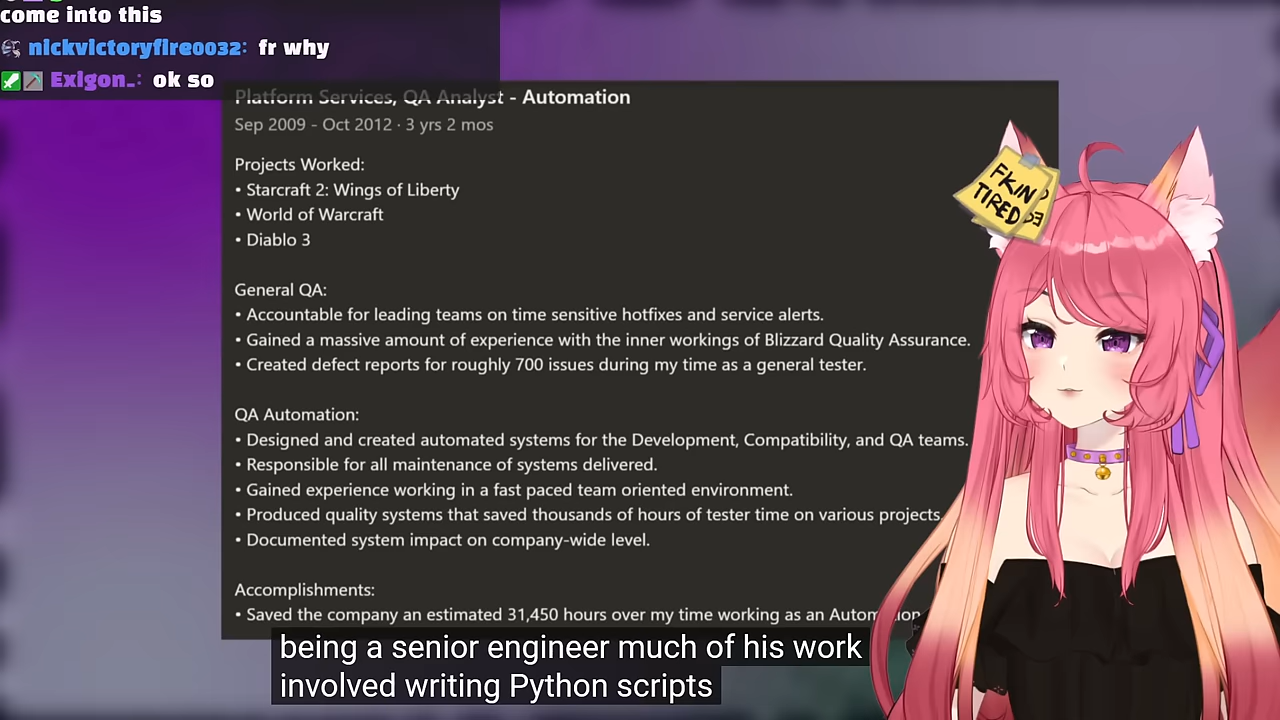 come into this
nickvictoryfire0032: fr why
Exigon_: ok so
Platform Services, QA Analyst - Automation
Sep 2009 - Oct 2012 · 3 yrs 2 mos
Projects Worked:
• Starcraft 2: Wings of Liberty
• World of Warcraft
• Diablo 3
General QA:
• Accountable for leading teams on time sensitive hotfixes and service alerts.
• Gained a massive amount of experience with the inner workings of Blizzard Quality Assurance.
• Created defect reports for roughly 700 issues during my time as a general tester.
QA Automation:
• Designed and created automated systems for the Development, Compatibility, and QA teams.
• Responsible for all maintenance of systems delivered.
• Gained experience working in a fast paced team oriented environment.
• Produced quality systems that saved thousands of hours of tester time on various projects.
• Documented system impact on company-wide level.
Accomplishments:
• Saved the company an estimated 31,450 hours over my time working as an
being a senior engineer much of his work
involved writing Python scripts
FKIN
TIRED